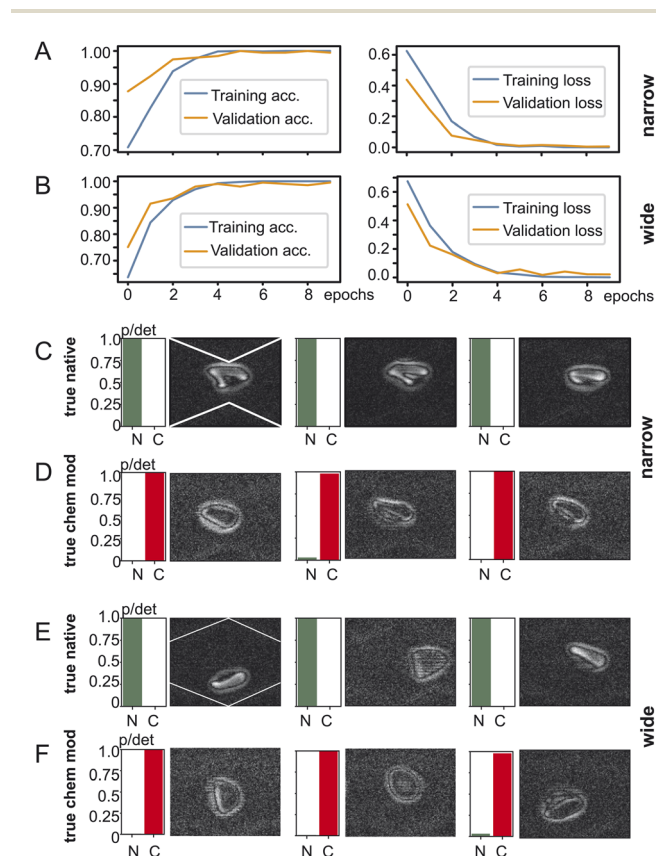 A
1.00
0.90
0.80
0.70
Training acc.
Validation acc.
0.6
0.4
0.2
0.0
Training loss
Validation loss
narrow
B
1.00
0.90
0.80
0.70
0 2 4 6 8 epochs
Training acc.
Validation acc.
0.6
0.4
0.2
0.0
0 2 4 6 8 epochs
Training loss
Validation loss
wide
C
true native
p/det
1.0
0.75
0.5
0.25
0
N C
N C
N C
narrow
D
true chem mod
p/det
1.0
0.75
0.5
0.25
0
N C
N C
N C
E
true native
p/det
1.0
0.75
0.5
0.25
0
N C
N C
N C
wide
F
true chem mod
p/det
1.0
0.75
0.5
0.25
0
N C
N C
N C